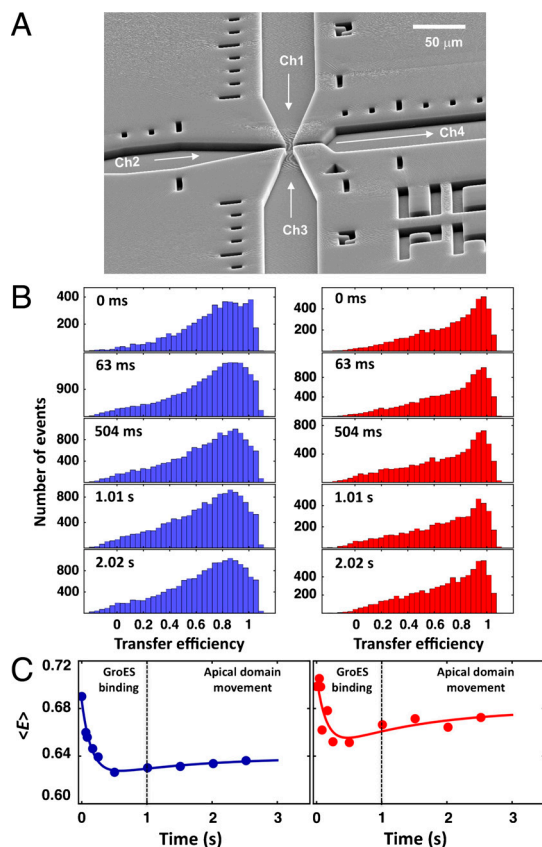 A
50 μm
Ch1
Ch2
Ch3
Ch4
B
Number of events
400
200
0 ms
900
63 ms
800
400
504 ms
800
400
1.01 s
800
400
2.02 s
0 0.2 0.4 0.6 0.8 1
Transfer efficiency
400
200
0 ms
800
400
63 ms
800
400
504 ms
400
200
1.01 s
400
200
2.02 s
0 0.2 0.4 0.6 0.8 1
Transfer efficiency
C
<E>
0.72
0.68
0.64
0.60
GroES
binding
Apical domain
movement
0 1 2 3
Time (s)
GroES
binding
Apical domain
movement
0 1 2 3
Time (s)